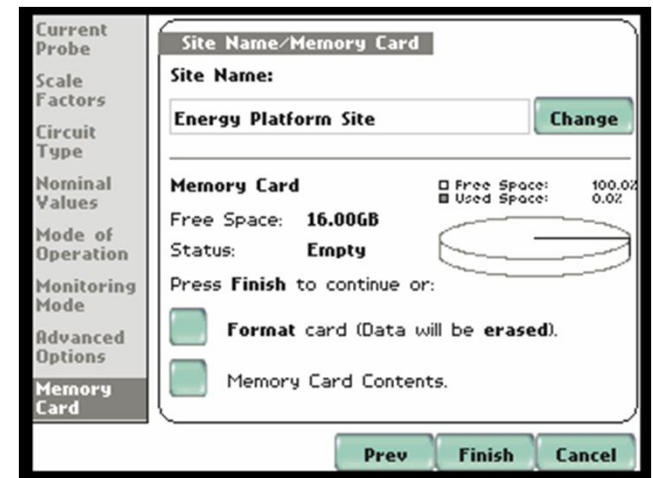 Current
Probe
Scale
Factors
Circuit
Type
Nominal
Values
Mode of
Operation
Monitoring
Mode
Advanced
Options
Memory
Card
Site Name/Memory Card
Site Name:
Energy Platform Site
Change
Memory Card
Free Space: 100.0%
Used Space: 0.0%
Free Space: 16.00GB
Status: Empty
Press Finish to continue or:
Format card (Data will be erased).
Memory Card Contents.
Prev Finish Cancel